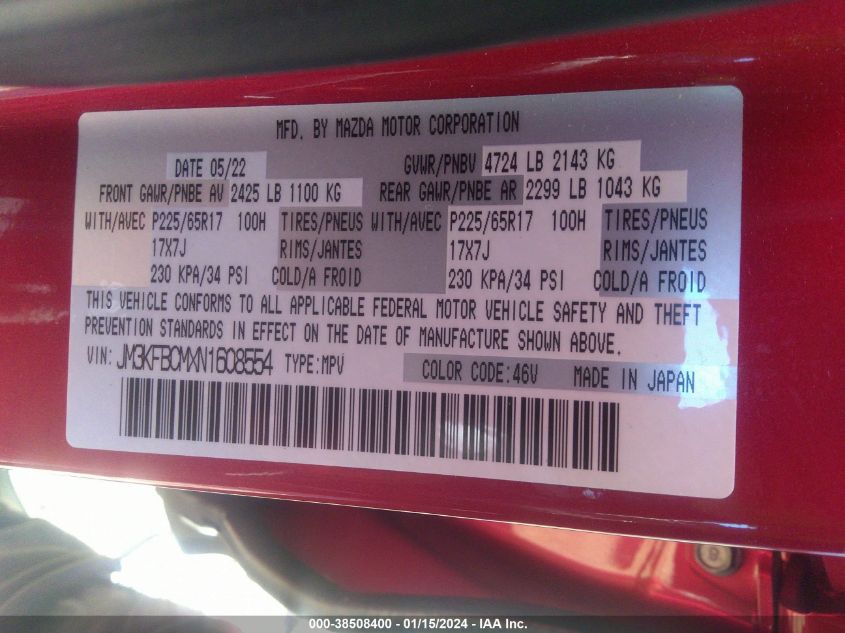 MFD. BY MAZDA MOTOR CORPORATION
DATE 05/22 GVWR/PNBV 4724 LB 2143 KG
FRONT GAWR/PNBE AV 2425 LB 1100 KG REAR GAWR/PNBE AR 2299 LB 1043 KG
WITH/AVEC P225/65R17 100H TIRES/PNEUS WITH/AVEC P225/65R17 100H TIRES/PNEUS
17X7J RIMS/JANTES 17X7J RIMS/JANTES
230 KPA/34 PSI COLD/A FROID 230 KPA/34 PSI COLD/A FROID
THIS VEHICLE CONFORMS TO ALL APPLICABLE FEDERAL MOTOR VEHICLE SAFETY AND THEFT
PREVENTION STANDARDS IN EFFECT ON THE DATE OF MANUFACTURE SHOWN ABOVE.
VIN: JM3KFBCMXN1608554 TYPE:MPV COLOR CODE:46V MADE IN JAPAN
000-38508400 - 01/15/2024 - IAA Inc.